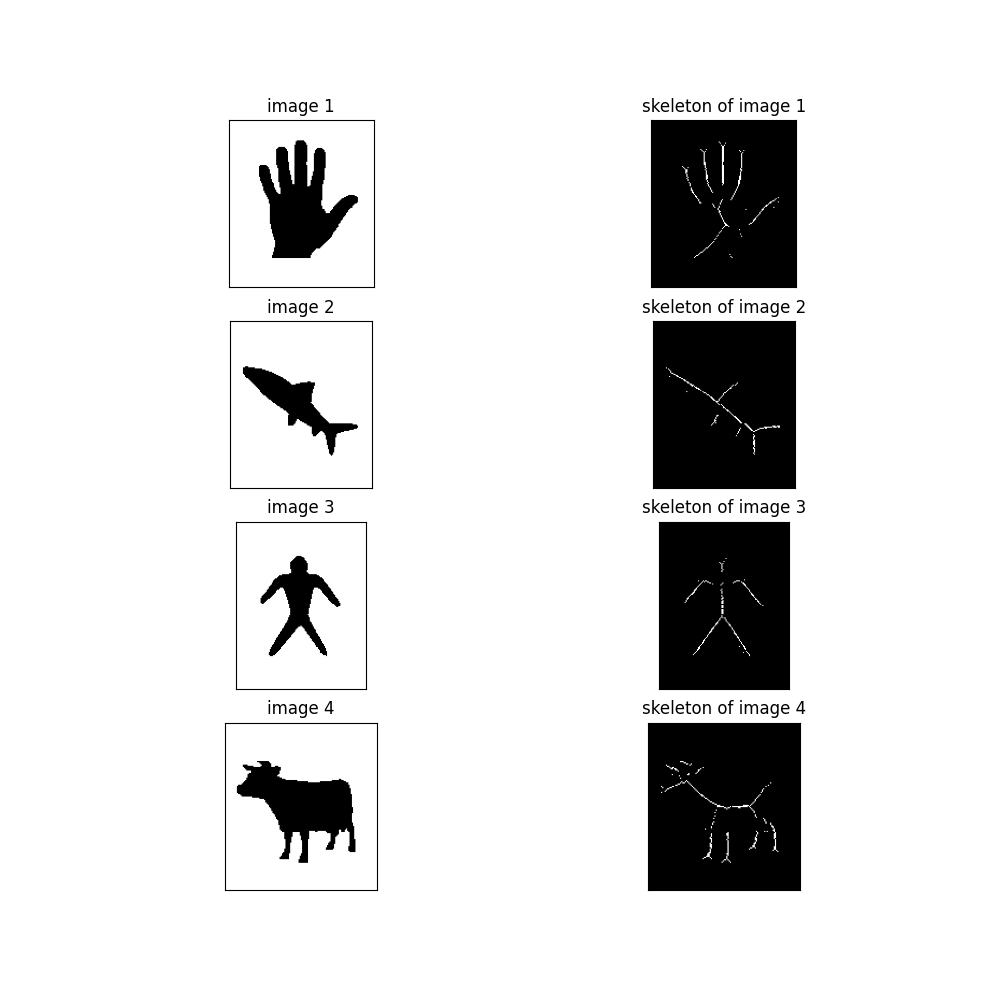 image 1
skeleton of image 1
image 2
skeleton of image 2
image 3
skeleton of image 3
image 4
skeleton of image 4